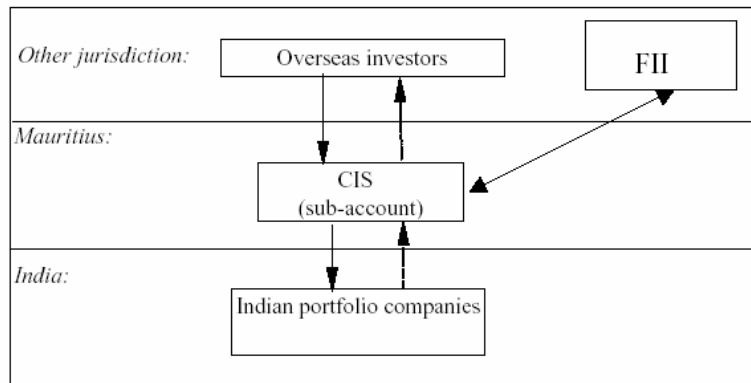 Other jurisdiction:
Overseas investors
FII
Mauritius:
CIS
(sub-account)
India:
Indian portfolio companies